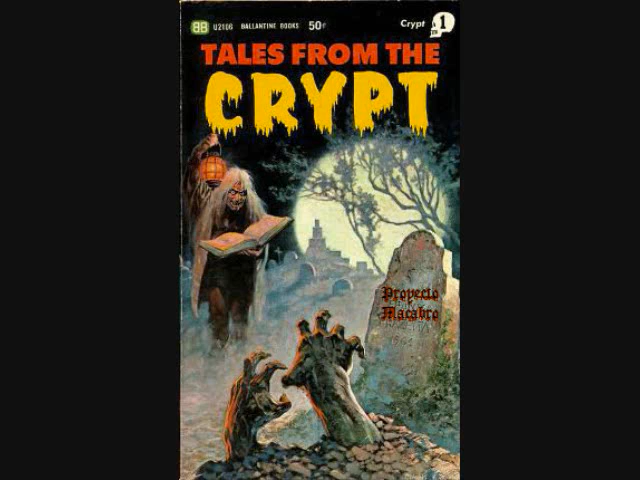 BB U2106 BALLANTINE BOOKS 50¢ Crypt 1
TALES FROM THE
CRYPT
Proyecto
Macabro